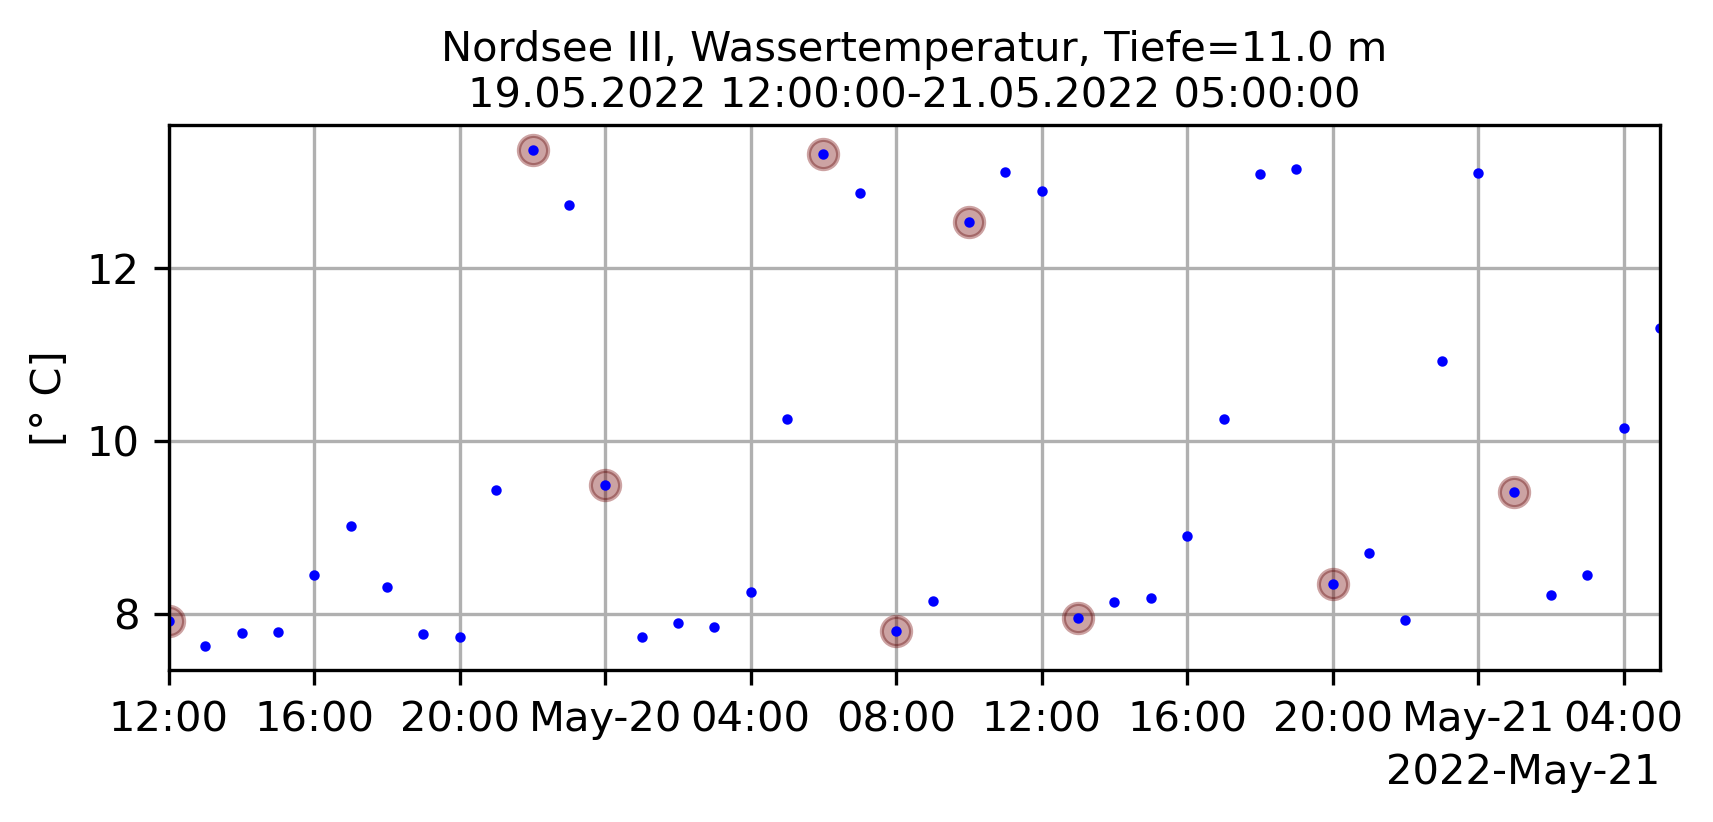 Nordsee III, Wassertemperatur, Tiefe=11.0 m
19.05.2022 12:00:00-21.05.2022 05:00:00
12
10
8
[° C]
12:00 16:00 20:00 May-20 04:00 08:00 12:00 16:00 20:00 May-21 04:00
2022-May-21